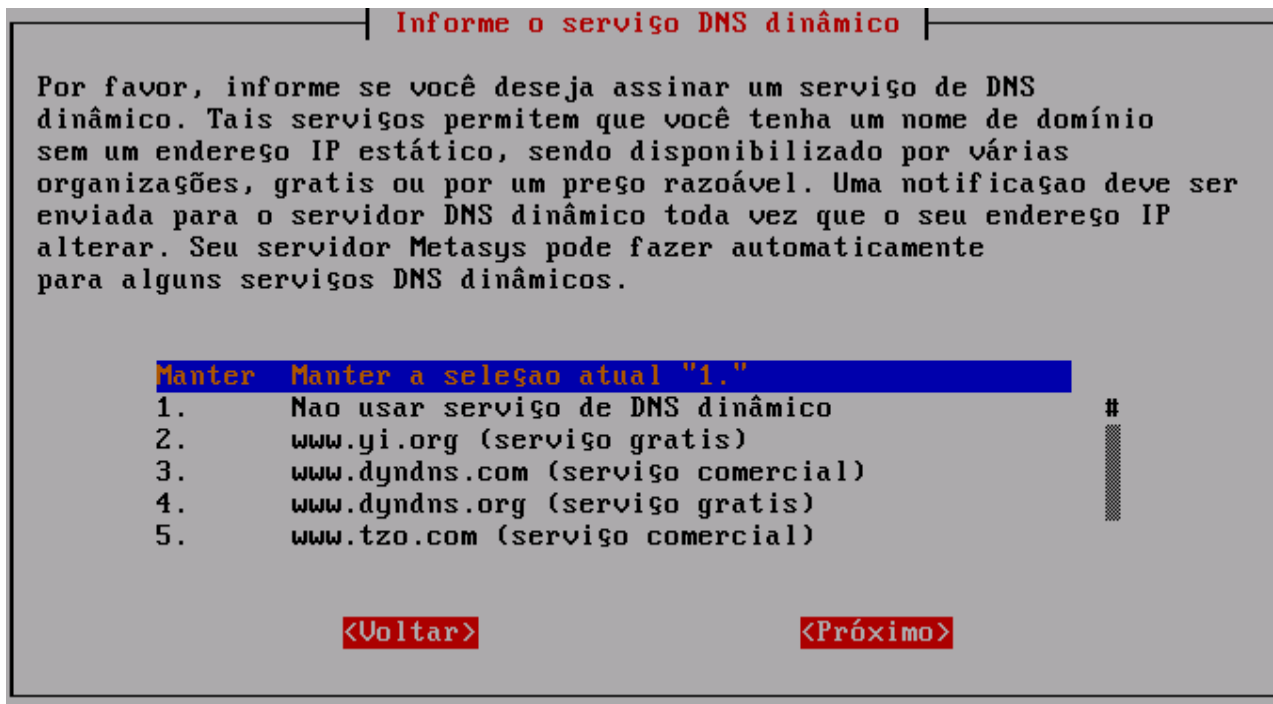 Informe o serviço DNS dinâmico
Por favor, informe se você deseja assinar um serviço de DNS
dinâmico. Tais serviços permitem que você tenha um nome de domínio
sem um endereço IP estático, sendo disponibilizado por várias
organizações, gratis ou por um preço razoável. Uma notificaçao deve ser
enviada para o servidor DNS dinâmico toda vez que o seu endereço IP
alterar. Seu servidor Metasys pode fazer automaticamente
para alguns serviços DNS dinâmicos.
Manter Manter a seleçao atual "1."
1. Nao usar serviço de DNS dinâmico #
2. www.yi.org (serviço gratis)
3. www.dyndns.com (serviço comercial)
4. www.dyndns.org (serviço gratis)
5. www.tzo.com (serviço comercial)
<Voltar> <Próximo>